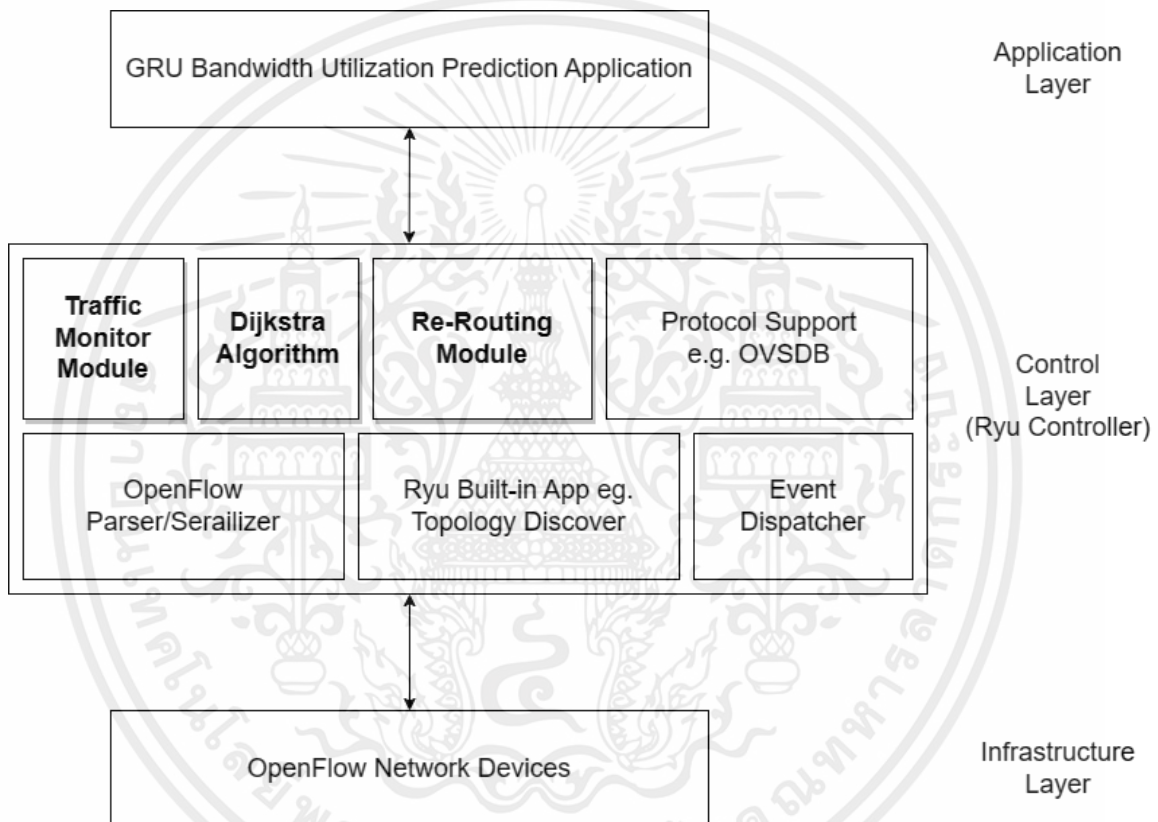 GRU Bandwidth Utilization Prediction Application
Application
Layer
Traffic
Monitor
Module
Dijkstra
Algorithm
Re-Routing
Module
Protocol Support
e.g. OVSDB
Control
Layer
(Ryu Controller)
OpenFlow
Parser/Serailizer
Ryu Built-in App eg.
Topology Discover
Event
Dispatcher
OpenFlow Network Devices
Infrastructure
Layer